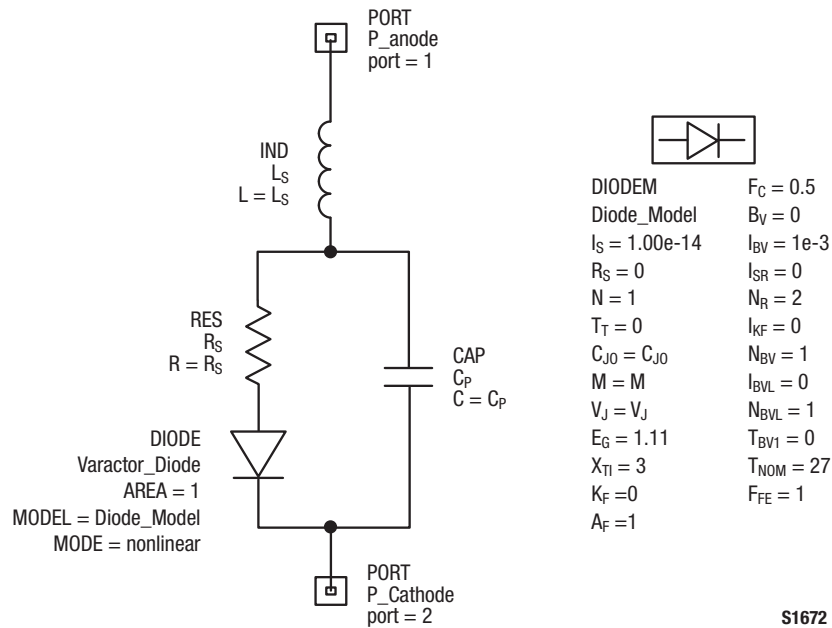 PORT
P_anode
port = 1
IND
LS
L = LS
RES
RS
R = RS
CAP
CP
C = CP
DIODE
Varactor_Diode
AREA = 1
MODEL = Diode_Model
MODE = nonlinear
PORT
P_Cathode
port = 2
DIODEM
Diode_Model
IS = 1.00e-14
RS = 0
N = 1
TT = 0
CJO = CJO
M = M
VJ = VJ
EG = 1.11
XTI = 3
KF =0
AF =1
FC = 0.5
BV = 0
IBV = 1e-3
ISR = 0
NR = 2
IKF = 0
NBV = 1
IBVL = 0
NBVL = 1
TBV1 = 0
TNOM = 27
FFE = 1
S1672